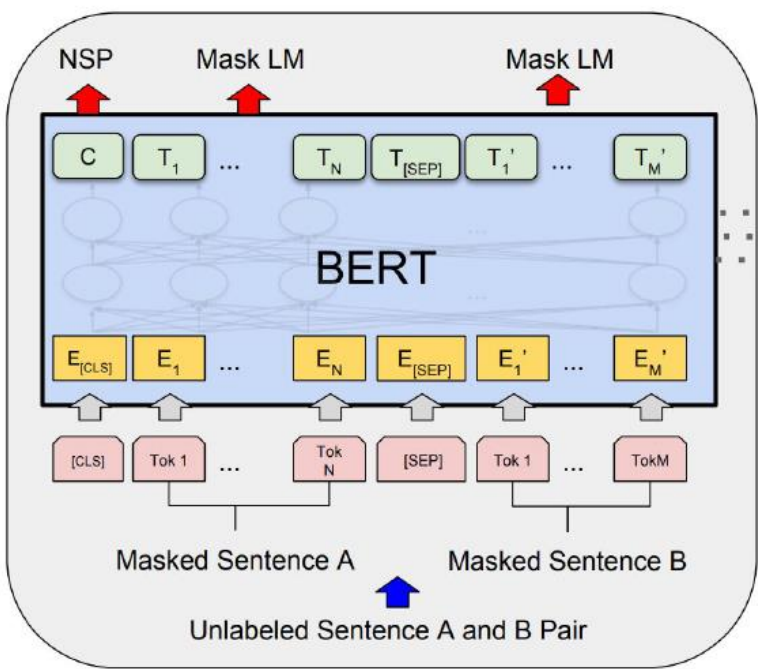 NSP Mask LM Mask LM
C T1 ... TN T[SEP] T1' ... TM'
...
BERT
...
E[CLS] E1 ... EN E[SEP] E1' ... EM'
[CLS] Tok 1 ... Tok N [SEP] Tok 1 ... TokM
Masked Sentence A Masked Sentence B
Unlabeled Sentence A and B Pair